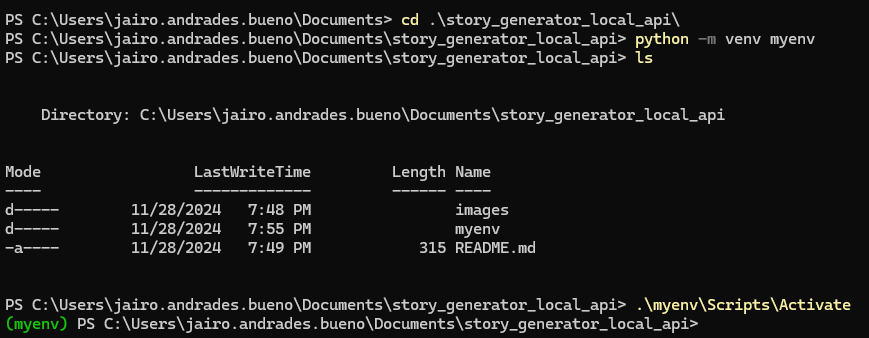 PS C:\Users\jairo.andrades.bueno\Documents> cd .\story_generator_local_api\
PS C:\Users\jairo.andrades.bueno\Documents\story_generator_local_api> python -m venv myenv
PS C:\Users\jairo.andrades.bueno\Documents\story_generator_local_api> ls
Directory: C:\Users\jairo.andrades.bueno\Documents\story_generator_local_api
Mode LastWriteTime Length Name
---- ------------- ------ ----
d----- 11/28/2024 7:48 PM images
d----- 11/28/2024 7:55 PM myenv
-a---- 11/28/2024 7:49 PM 315 README.md
PS C:\Users\jairo.andrades.bueno\Documents\story_generator_local_api> .\myenv\Scripts\Activate
(myenv) PS C:\Users\jairo.andrades.bueno\Documents\story_generator_local_api>